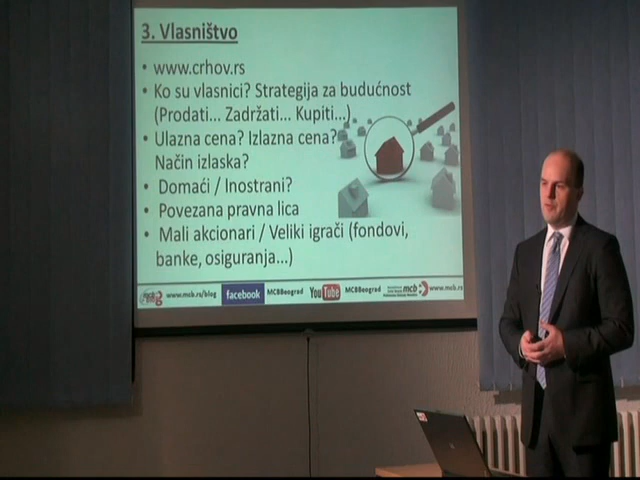 3. Vlasništvo
• www.crhov.rs
• Ko su vlasnici? Strategija za budućnost
(Prodati... Zadržati... Kupiti...)
• Ulazna cena? Izlazna cena?
Način izlaska?
• Domaći / Inostrani?
• Povezana pravna lica
• Mali akcionari / Veliki igrači (fondovi,
banke, osiguranja...)
www.mcb.rs/blog facebook MCBBeograd YouTube MCBBeograd mcb www.mcb.rs